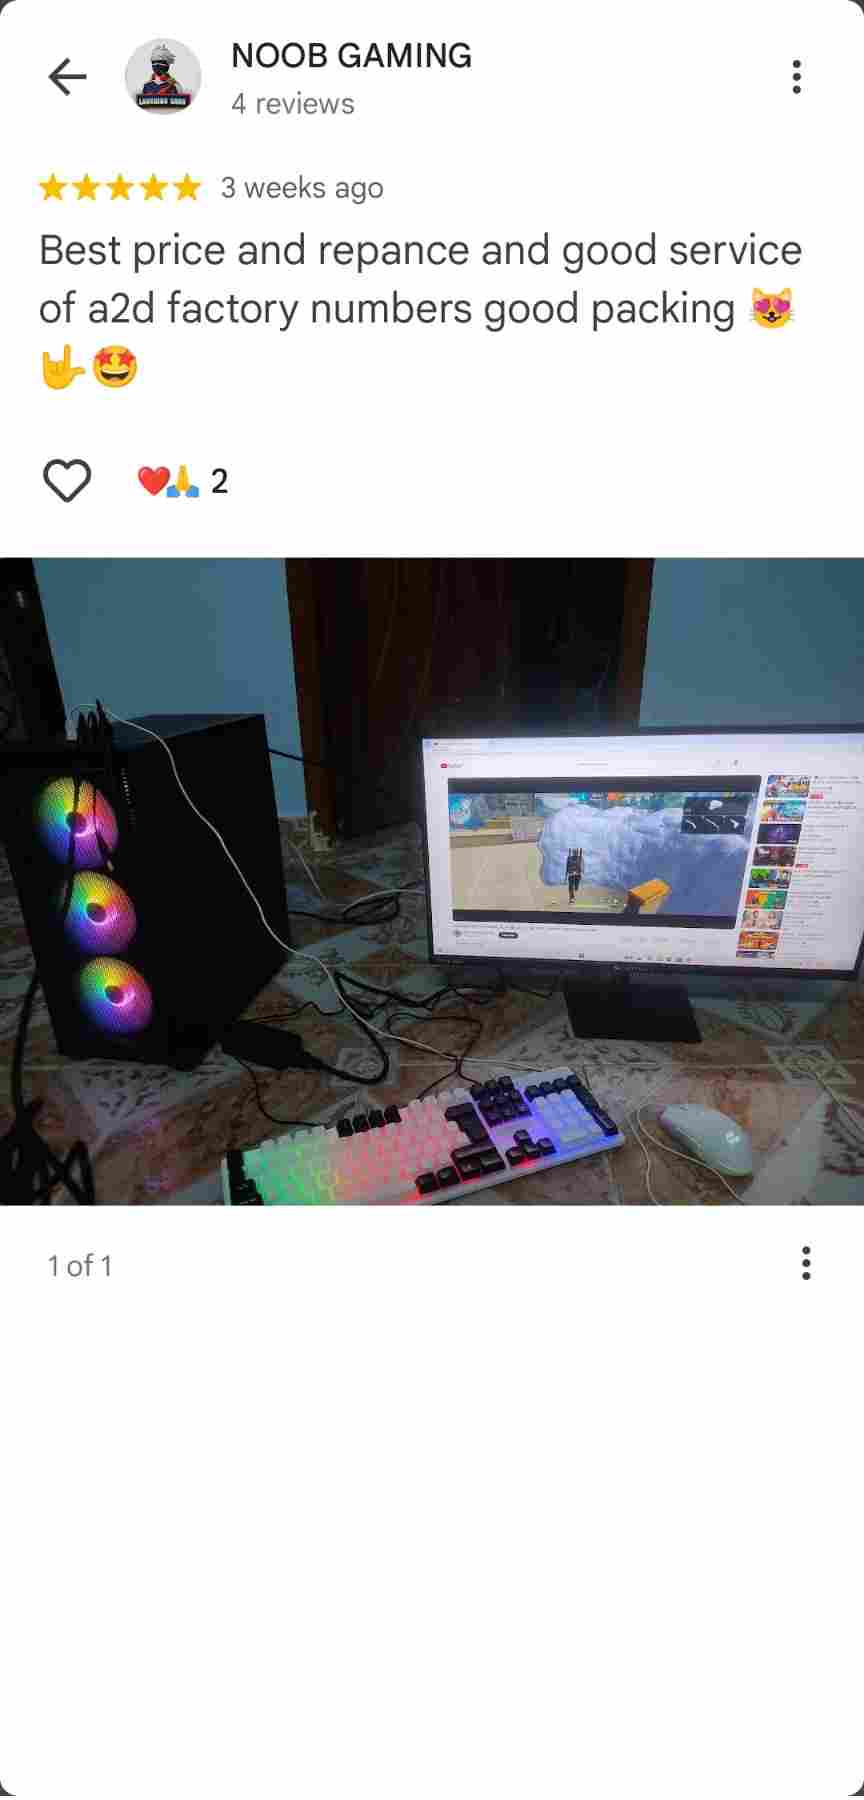 NOOB GAMING
4 reviews
3 weeks ago
Best price and repance and good service
of a2d factory numbers good packing 😻
🤟🤩
❤️🙏 2
1 of 1